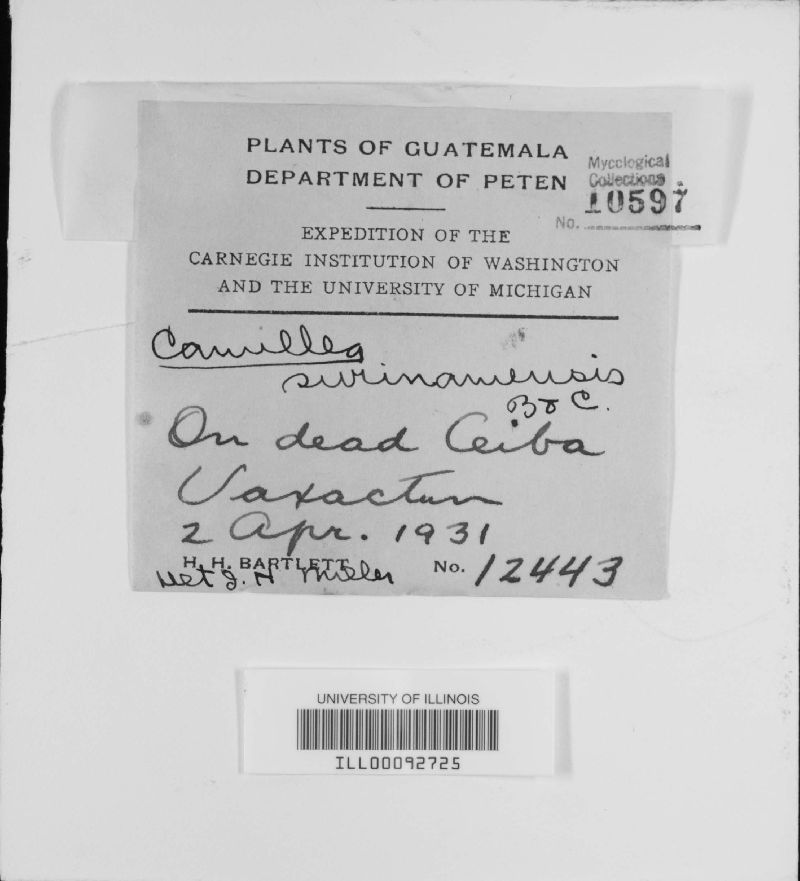 PLANTS OF GUATEMALA
DEPARTMENT OF PETEN
Mycological
Collections
No. 10597
EXPEDITION OF THE
CARNEGIE INSTITUTION OF WASHINGTON
AND THE UNIVERSITY OF MICHIGAN
Camillea
surinamensis
B & C.
On dead Ceiba
Uaxactun
2 Apr. 1931
H. H. BARTLETT No. 12443
Det J. H Miller
UNIVERSITY OF ILLINOIS
ILL00092725